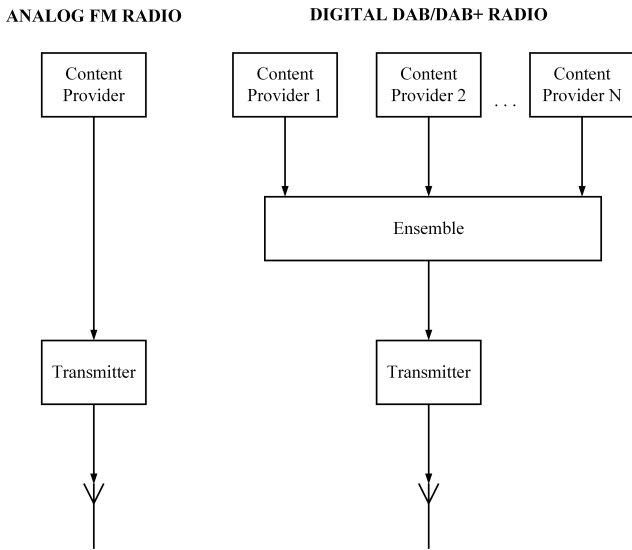 ANALOG FM RADIO
DIGITAL DAB/DAB+ RADIO
Content
Provider
Content
Provider 1
Content
Provider 2
. . .
Content
Provider N
Ensemble
Transmitter
Transmitter